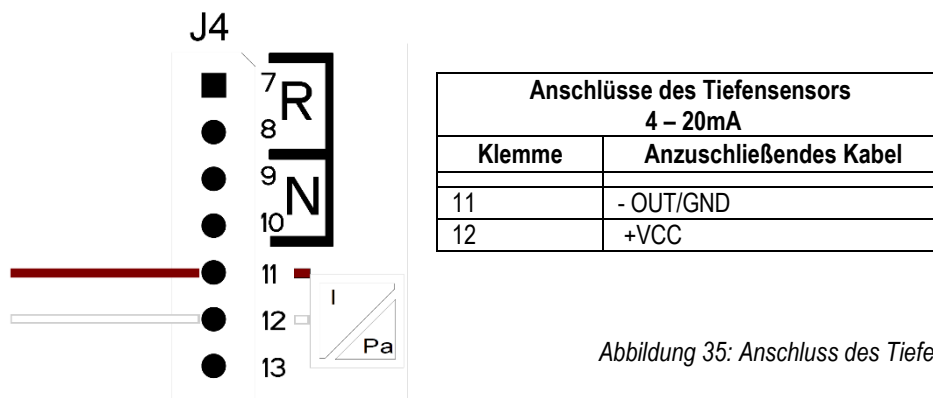 J4
7
R
8
9
N
10
11
12
13
I
Pa
Anschlüsse des Tiefensensors
4 – 20mA
Klemme Anzuschließendes Kabel
11 - OUT/GND
12 +VCC
Abbildung 35: Anschluss des Tiefe